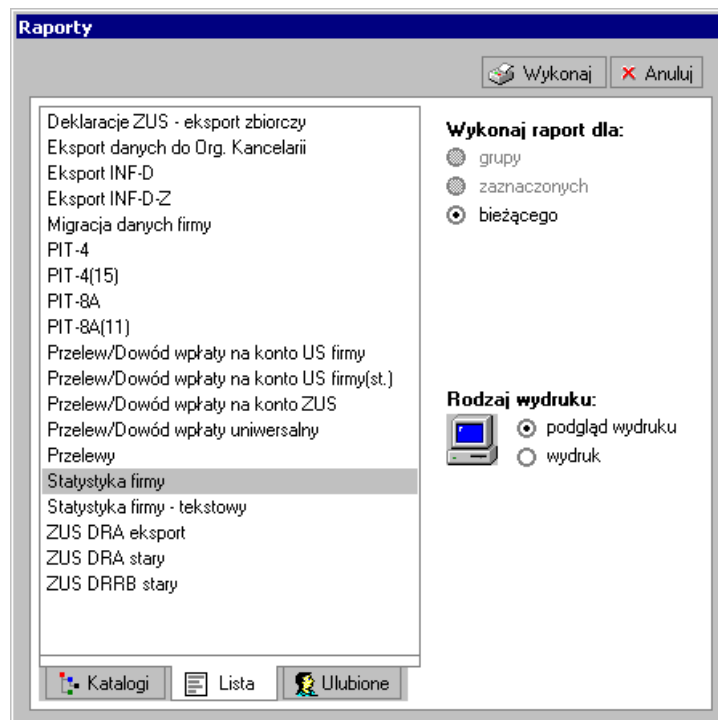 Raporty
Wykonaj
Anuluj
Deklaracje ZUS - eksport zbiorczy
Eksport danych do Org. Kancelarii
Eksport INF-D
Eksport INF-D-Z
Migracja danych firmy
PIT-4
PIT-4(15)
PIT-8A
PIT-8A(11)
Przelew/Dowód wpłaty na konto US firmy
Przelew/Dowód wpłaty na konto US firmy(st.)
Przelew/Dowód wpłaty na konto ZUS
Przelew/Dowód wpłaty uniwersalny
Przelewy
Statystyka firmy
Statystyka firmy - tekstowy
ZUS DRA eksport
ZUS DRA stary
ZUS DRRB stary
Wykonaj raport dla:
grupy
zaznaczonych
bieżącego
Rodzaj wydruku:
podgląd wydruku
wydruk
Katalogi
Lista
Ulubione